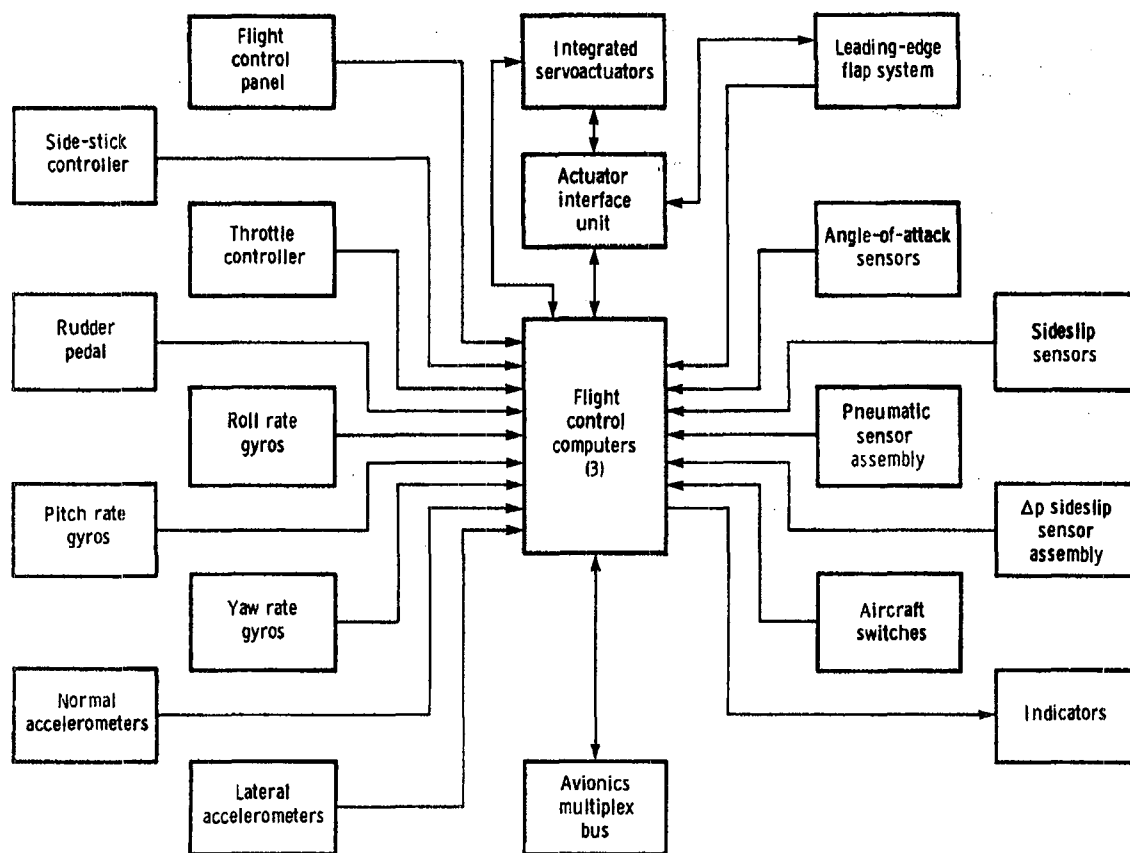 Flight
control
panel
Integrated
servoactuators
Leading-edge
flap system
Side-stick
controller
Actuator
interface
unit
Throttle
controller
Angle-of-attack
sensors
Rudder
pedal
Sideslip
sensors
Flight
control
computers
(3)
Roll rate
gyros
Pneumatic
sensor
assembly
Pitch rate
gyros
Δp sideslip
sensor
assembly
Yaw rate
gyros
Aircraft
switches
Normal
accelerometers
Indicators
Lateral
accelerometers
Avionics
multiplex
bus